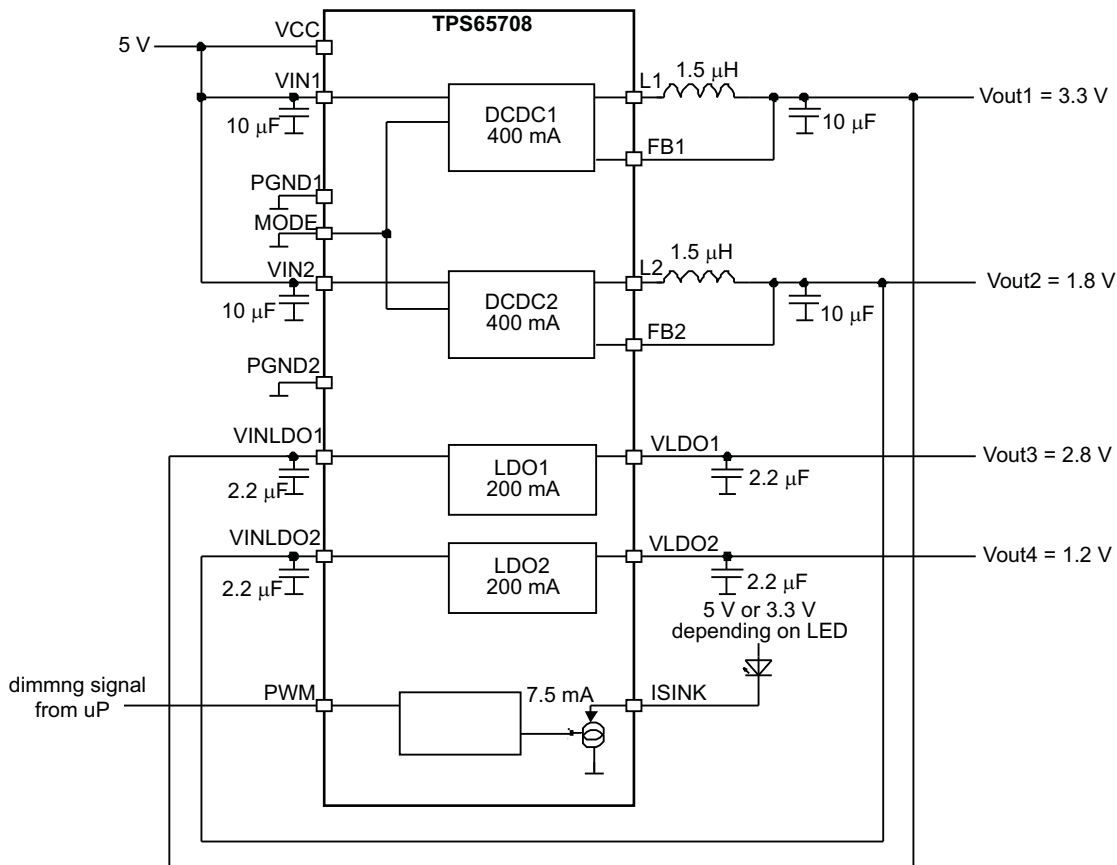 TPS65708
5 V
VCC
VIN1
10 μF
DCDC1
400 mA
L1
1.5 μH
FB1
10 μF
Vout1 = 3.3 V
PGND1
MODE
VIN2
10 μF
DCDC2
400 mA
L2
1.5 μH
FB2
10 μF
Vout2 = 1.8 V
PGND2
VINLDO1
2.2 μF
LDO1
200 mA
VLDO1
2.2 μF
Vout3 = 2.8 V
VINLDO2
2.2 μF
LDO2
200 mA
VLDO2
2.2 μF
Vout4 = 1.2 V
5 V or 3.3 V
depending on LED
dimmng signal
from uP
PWM
7.5 mA
ISINK